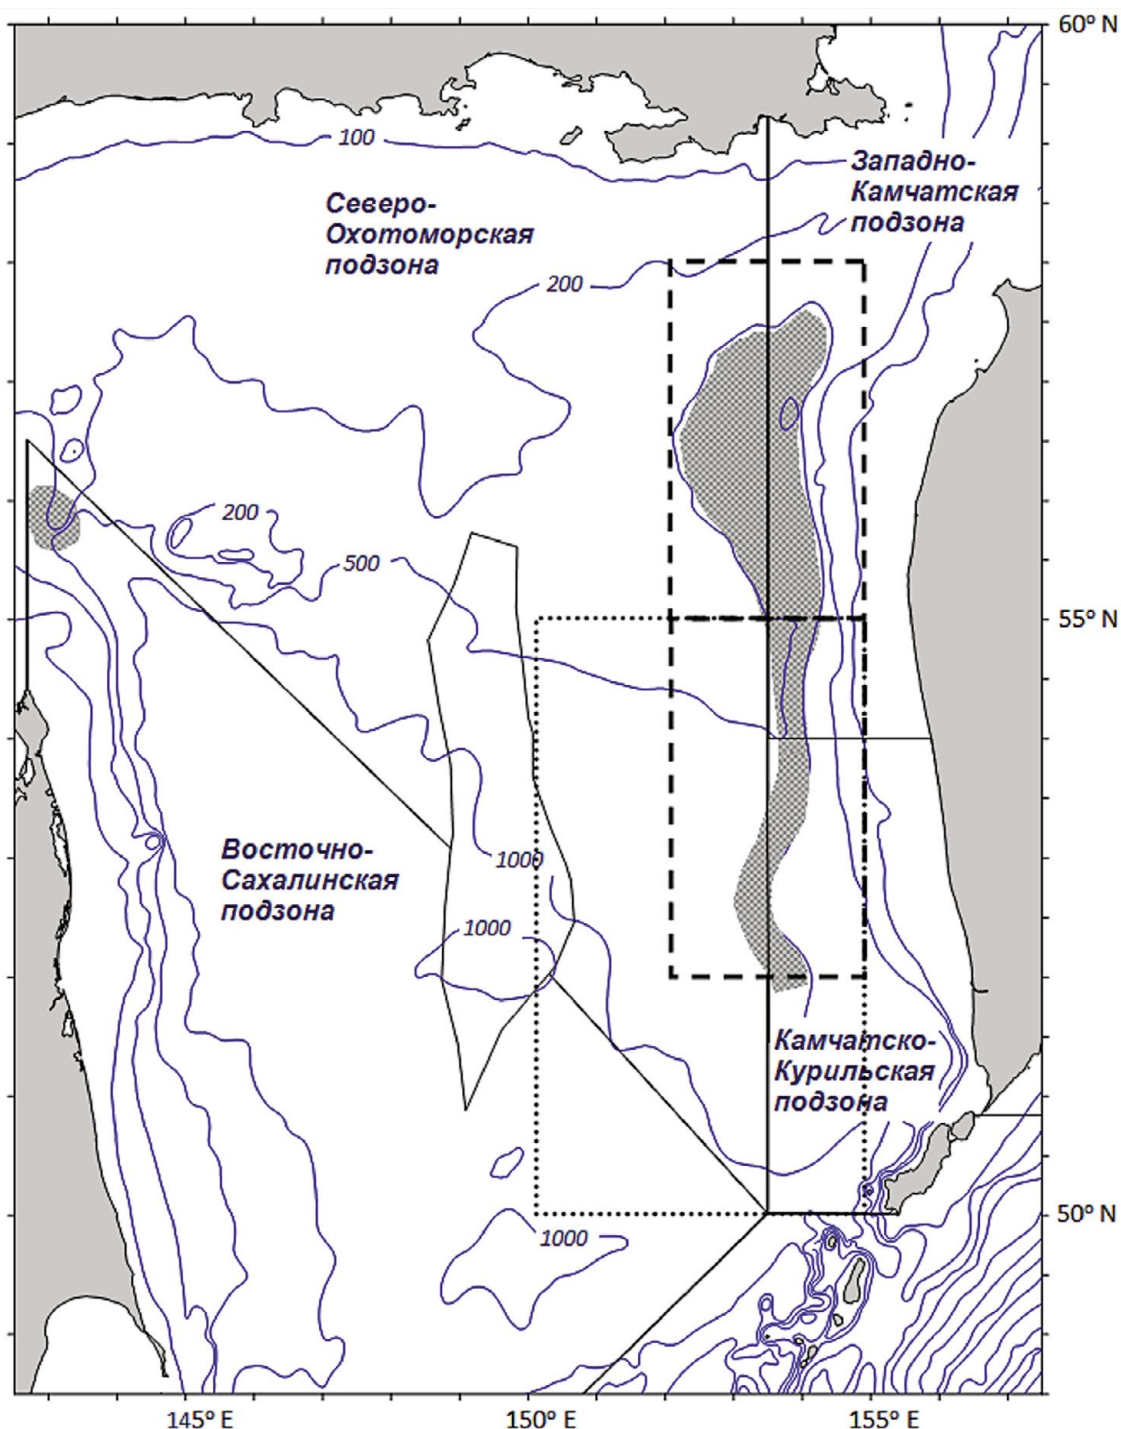 60° N
100
Западно-
Камчатская
подзона
Северо-
Охотоморская
подзона
200
200
500
55° N
Восточно-
Сахалинская
подзона
1000
1000
Камчатско-
Курильская
подзона
50° N
1000
145° E
150° E
155° E